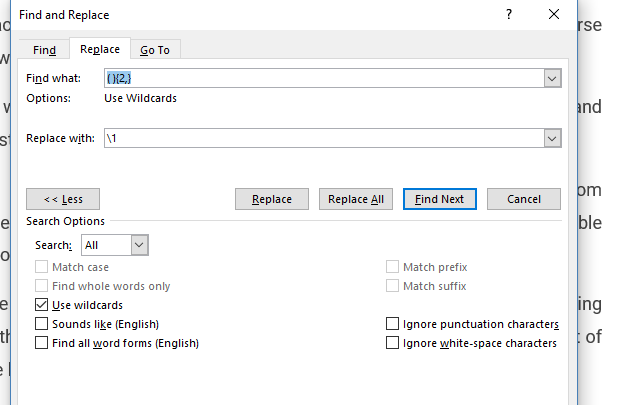 Find and Replace
Find Replace Go To
Find what: ( ){2,}
Options: Use Wildcards
Replace with: \1
<< Less Replace Replace All Find Next Cancel
Search Options
Search: All
Match case Match prefix
Find whole words only Match suffix
Use wildcards
Sounds like (English) Ignore punctuation characters
Find all word forms (English) Ignore white-space characters